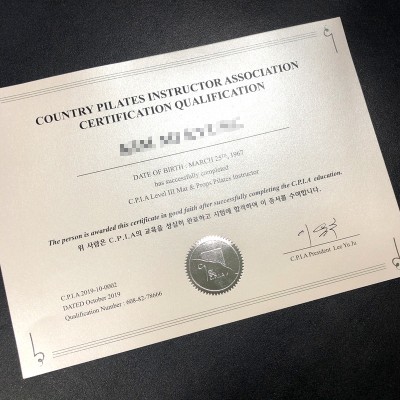 COUNTRY PILATES INSTRUCTOR ASSOCIATION
CERTIFICATION QUALIFICATION
DATE OF BIRTH : MARCH 25th, 1967
has successfully completed
C.P.I.A Level III Mat & Props Pilates Instructor
The person is awarded this certificate in good faith after successfully completing the C.P.I.A education.
위 사람은 C.P.I.A의 교육을 성실히 완료하고 시험에 합격하여 이 증서를 수여합니다.
C.P.I.A 2019-10-0002
DATED October 2019
Qualification Number : 608-82-78666
C.P.I.A President Lee Yu Ju